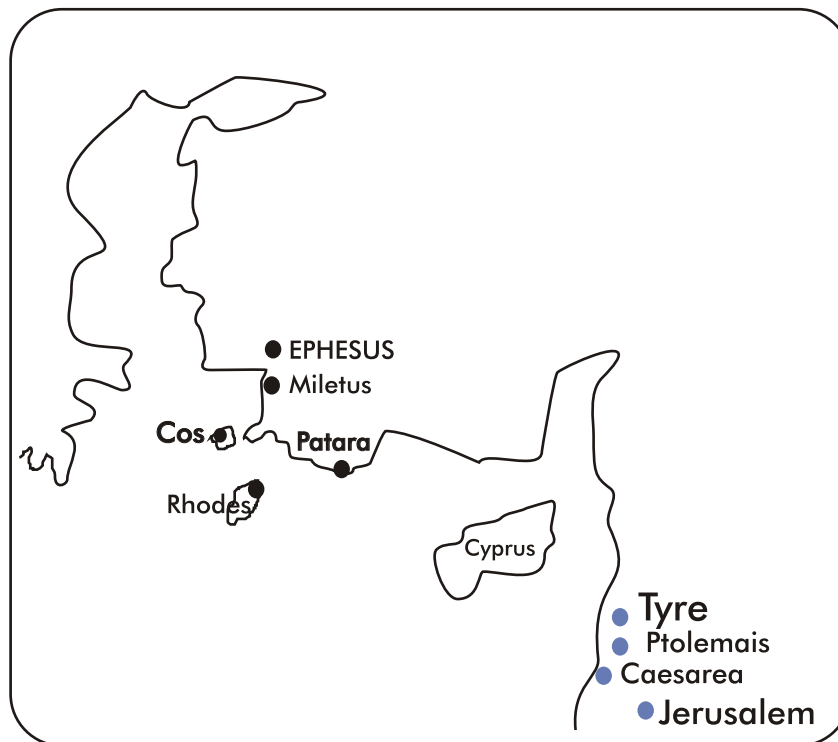 EPHESUS
Miletus
Cos
Patara
Rhodes
Cyprus
Tyre
Ptolemais
Caesarea
Jerusalem